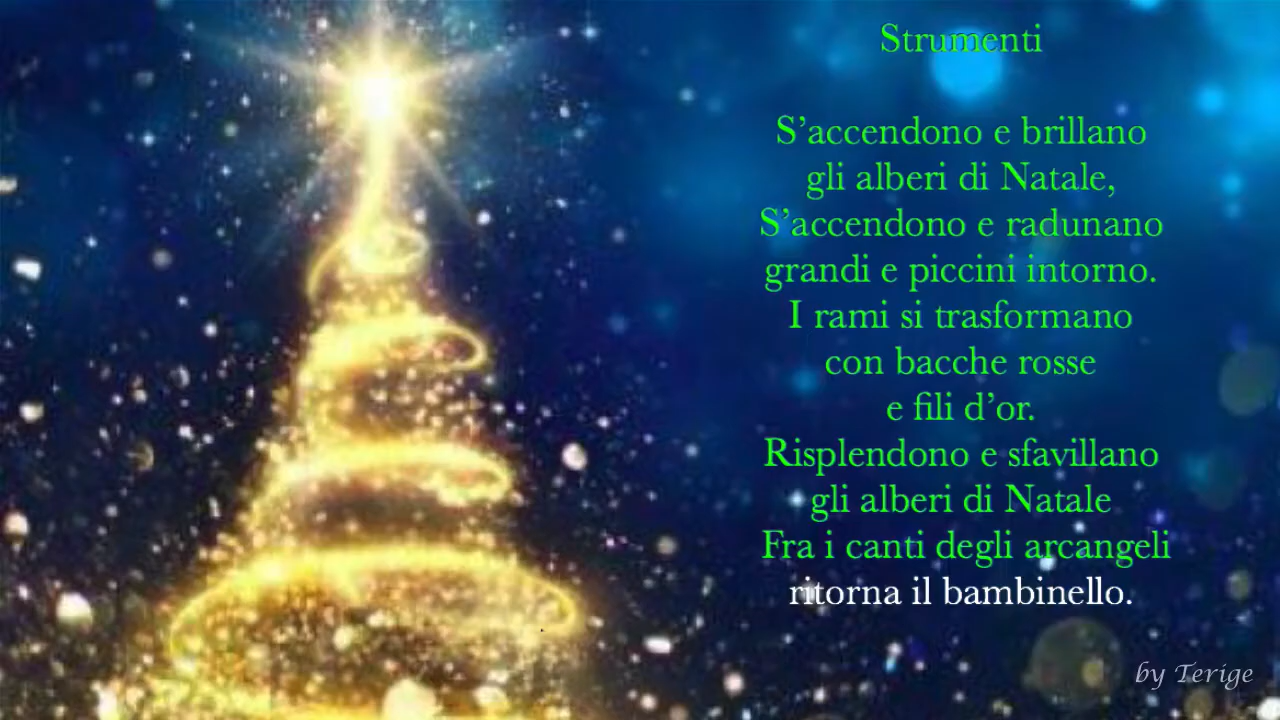 Strumenti
S’accendono e brillano
gli alberi di Natale,
S’accendono e radunano
grandi e piccini intorno.
I rami si trasformano
con bacche rosse
e fili d’or.
Risplendono e sfavillano
gli alberi di Natale
Fra i canti degli arcangeli
ritorna il bambinello.
by Terige